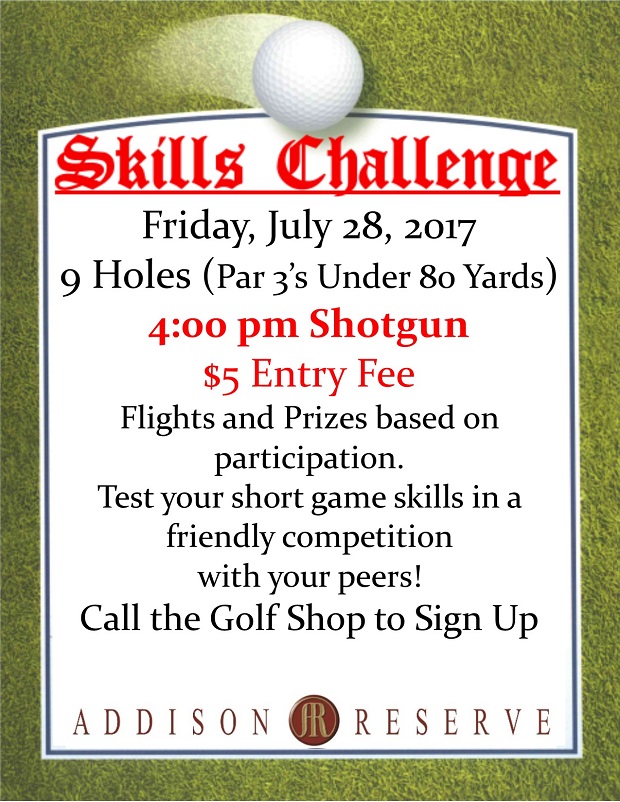 Skills Challenge
Friday, July 28, 2017
9 Holes (Par 3’s Under 80 Yards)
4:00 pm Shotgun
$5 Entry Fee
Flights and Prizes based on
participation.
Test your short game skills in a
friendly competition
with your peers!
Call the Golf Shop to Sign Up
ADDISON AR RESERVE